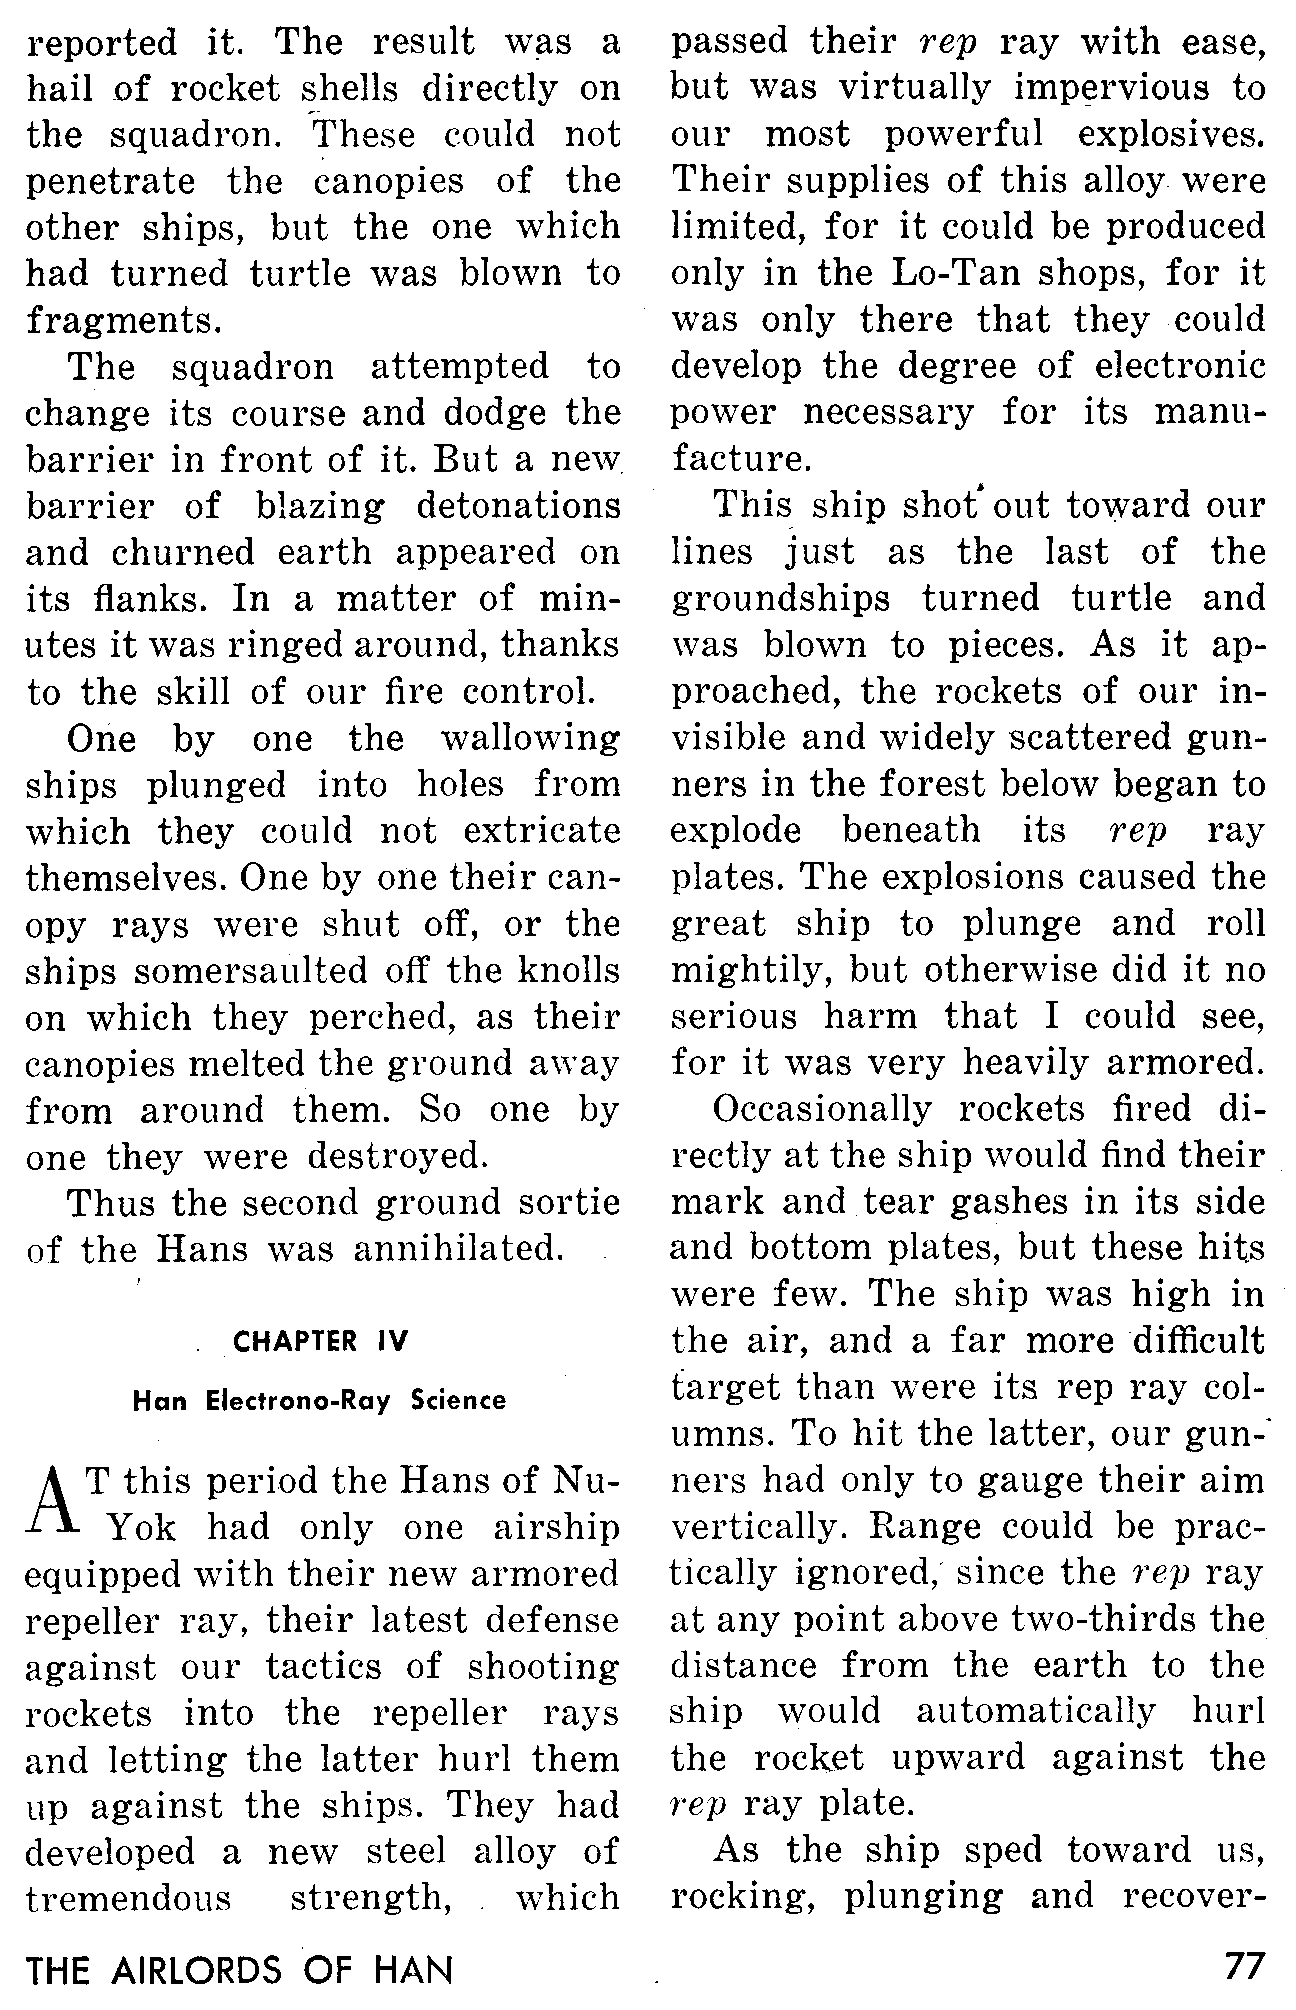 reported it. The result was a
hail of rocket shells directly on
the squadron. These could not
penetrate the canopies of the
other ships, but the one which
had turned turtle was blown to
fragments.
The squadron attempted to
change its course and dodge the
barrier in front of it. But a new
barrier of blazing detonations
and churned earth appeared on
its flanks. In a matter of min-
utes it was ringed around, thanks
to the skill of our fire control.
One by one the wallowing
ships plunged into holes from
which they could not extricate
themselves. One by one their can-
opy rays were shut off, or the
ships somersaulted off the knolls
on which they perched, as their
canopies melted the ground away
from around them. So one by
one they were destroyed.
Thus the second ground sortie
of the Hans was annihilated.
CHAPTER IV
Han Electrono-Ray Science
AT this period the Hans of Nu-
Yok had only one airship
equipped with their new armored
repeller ray, their latest defense
against our tactics of shooting
rockets into the repeller rays
and letting the latter hurl them
up against the ships. They had
developed a new steel alloy of
tremendous strength, which
passed their rep ray with ease,
but was virtually impervious to
our most powerful explosives.
Their supplies of this alloy were
limited, for it could be produced
only in the Lo-Tan shops, for it
was only there that they could
develop the degree of electronic
power necessary for its manu-
facture.
This ship shot out toward our
lines just as the last of the
groundships turned turtle and
was blown to pieces. As it ap-
proached, the rockets of our in-
visible and widely scattered gun-
ners in the forest below began to
explode beneath its rep ray
plates. The explosions caused the
great ship to plunge and roll
mightily, but otherwise did it no
serious harm that I could see,
for it was very heavily armored.
Occasionally rockets fired di-
rectly at the ship would find their
mark and tear gashes in its side
and bottom plates, but these hits
were few. The ship was high in
the air, and a far more difficult
target than were its rep ray col-
umns. To hit the latter, our gun-
ners had only to gauge their aim
vertically. Range could be prac-
tically ignored, since the rep ray
at any point above two-thirds the
distance from the earth to the
ship would automatically hurl
the rocket upward against the
rep ray plate.
As the ship sped toward us,
rocking, plunging and recover-
THE AIRLORDS OF HAN 77